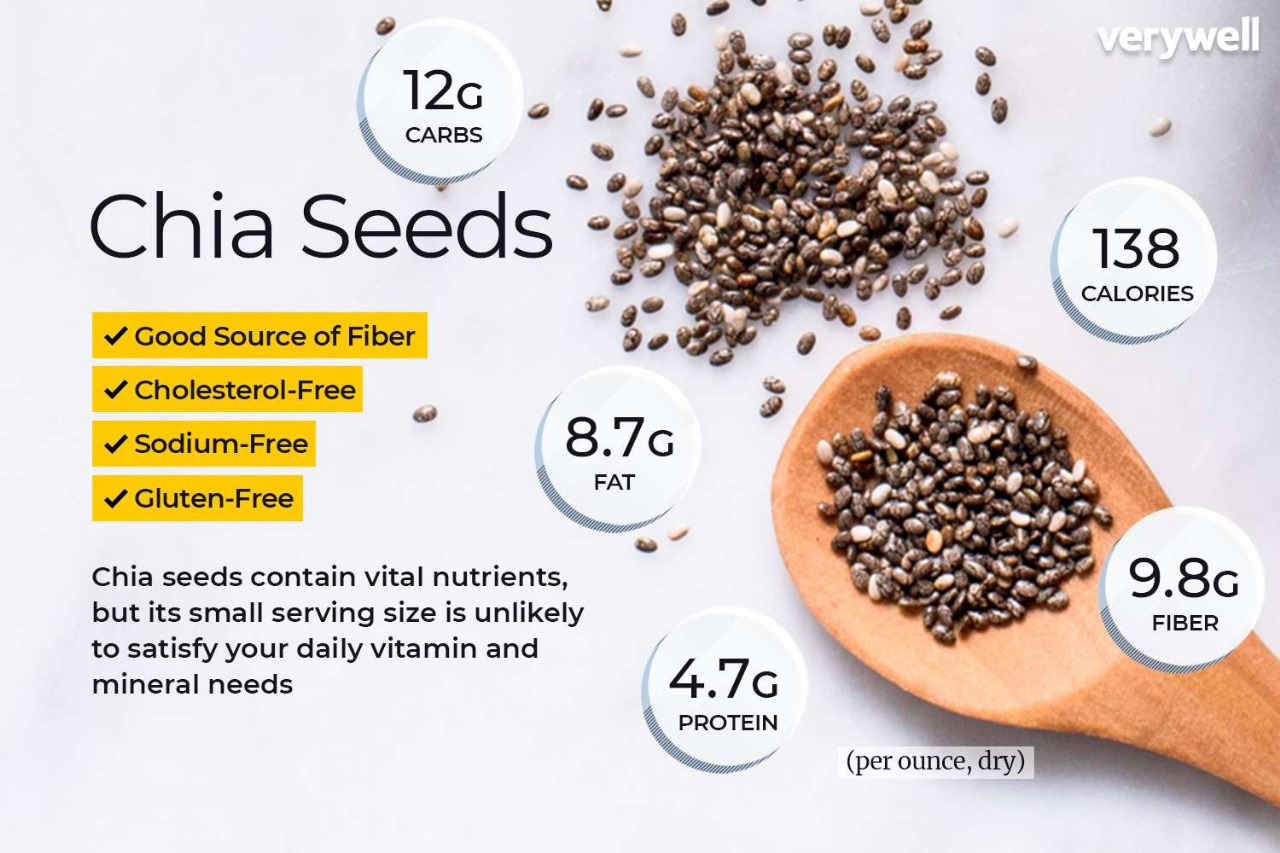 verywell
12G
CARBS
Chia Seeds
138
CALORIES
Good Source of Fiber
Cholesterol-Free
Sodium-Free
Gluten-Free
8.7G
FAT
Chia seeds contain vital nutrients,
but its small serving size is unlikely
to satisfy your daily vitamin and
mineral needs
9.8G
FIBER
4.7G
PROTEIN
(per ounce, dry)